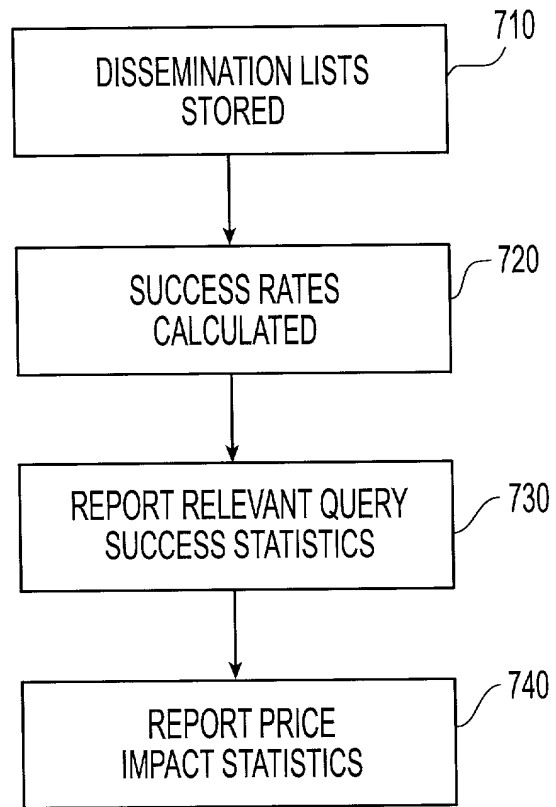 710
DISSEMINATION LISTS
STORED
720
SUCCESS RATES
CALCULATED
730
REPORT RELEVANT QUERY
SUCCESS STATISTICS
740
REPORT PRICE
IMPACT STATISTICS